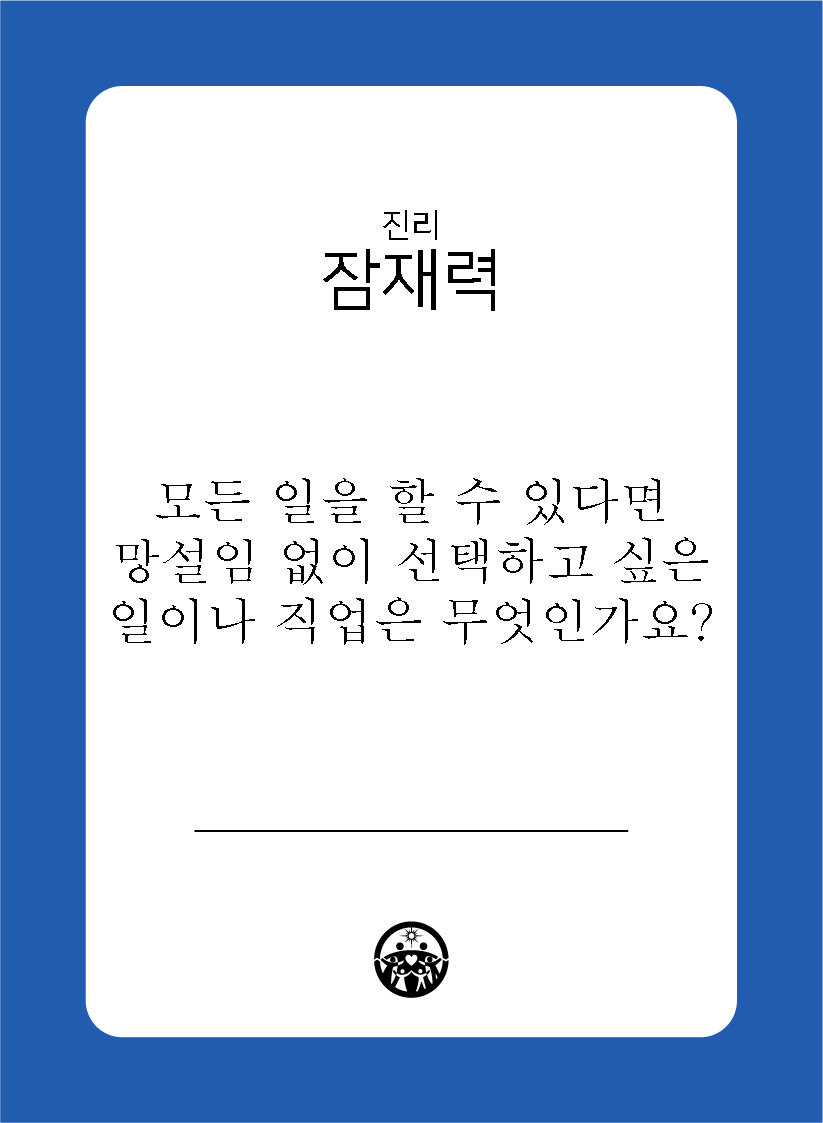 진리
잠재력
모든 일을 할 수 있다면
망설임 없이 선택하고 싶은
일이나 직업은 무엇인가요?